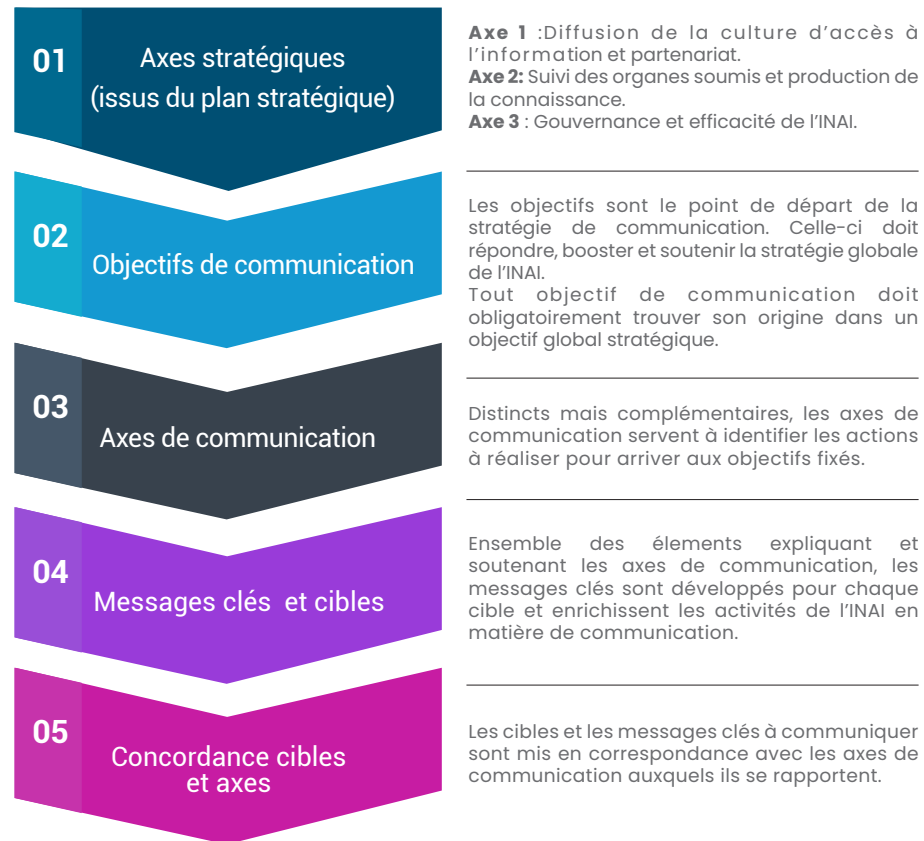 01
Axes stratégiques
(issus du plan stratégique)
Axe 1 :Diffusion de la culture d'accès à
l'information et partenariat.
Axe 2: Suivi des organes soumis et production de
la connaissance.
Axe 3 : Gouvernance et efficacité de l'INAI.
02
Objectifs de communication
Les objectifs sont le point de départ de la
stratégie de communication. Celle-ci doit
répondre, booster et soutenir la stratégie globale
de l'INAI.
Tout objectif de communication doit
obligatoirement trouver son origine dans un
objectif global stratégique.
03
Axes de communication
Distincts mais complémentaires, les axes de
communication servent à identifier les actions
à réaliser pour arriver aux objectifs fixés.
04
Messages clés et cibles
Ensemble des élements expliquant et
soutenant les axes de communication, les
messages clés sont développés pour chaque
cible et enrichissent les activités de l'INAI en
matière de communication.
05
Concordance cibles
et axes
Les cibles et les messages clés à communiquer
sont mis en correspondance avec les axes de
communication auxquels ils se rapportent.